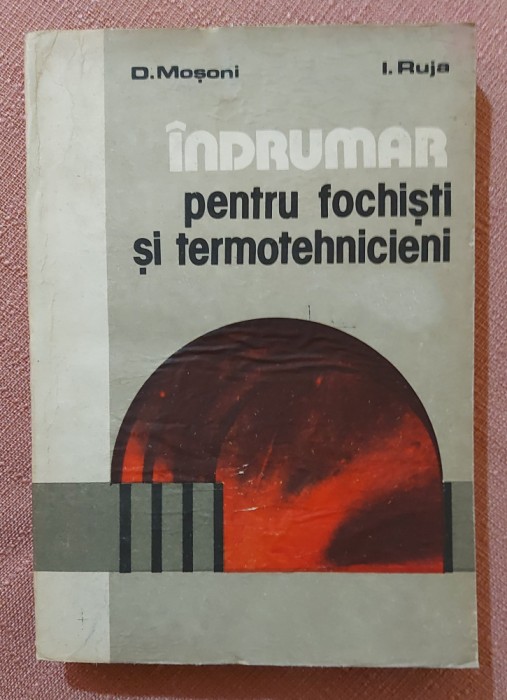 D. Moșoni I. Ruja
ÎNDRUMAR
pentru fochiști
și termotehnicieni